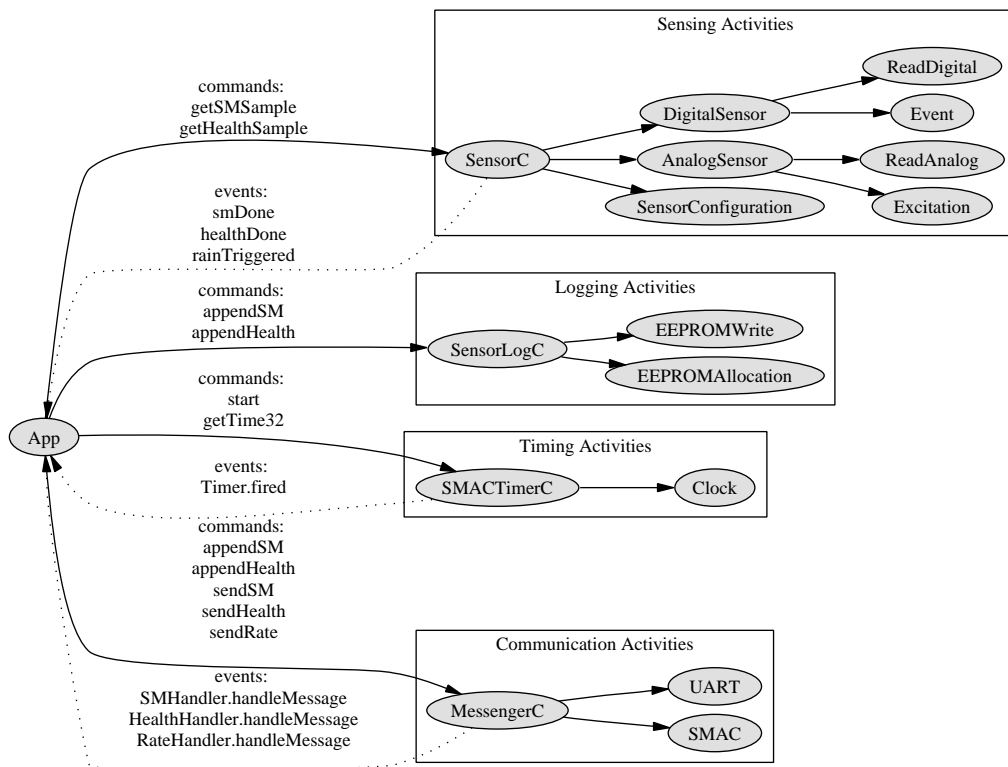 Sensing Activities
commands:
getSMSample
getHealthSample
ReadDigital
DigitalSensor
Event
SensorC
AnalogSensor
ReadAnalog
SensorConfiguration
Excitation
events:
smDone
healthDone
rainTriggered
Logging Activities
commands:
appendSM
appendHealth
EEPROMWrite
SensorLogC
EEPROMAllocation
commands:
start
getTime32
App
Timing Activities
events:
Timer.fired
SMACTimerC
Clock
commands:
appendSM
appendHealth
sendSM
sendHealth
sendRate
Communication Activities
events:
SMHandler.handleMessage
HealthHandler.handleMessage
RateHandler.handleMessage
UART
MessengerC
SMAC